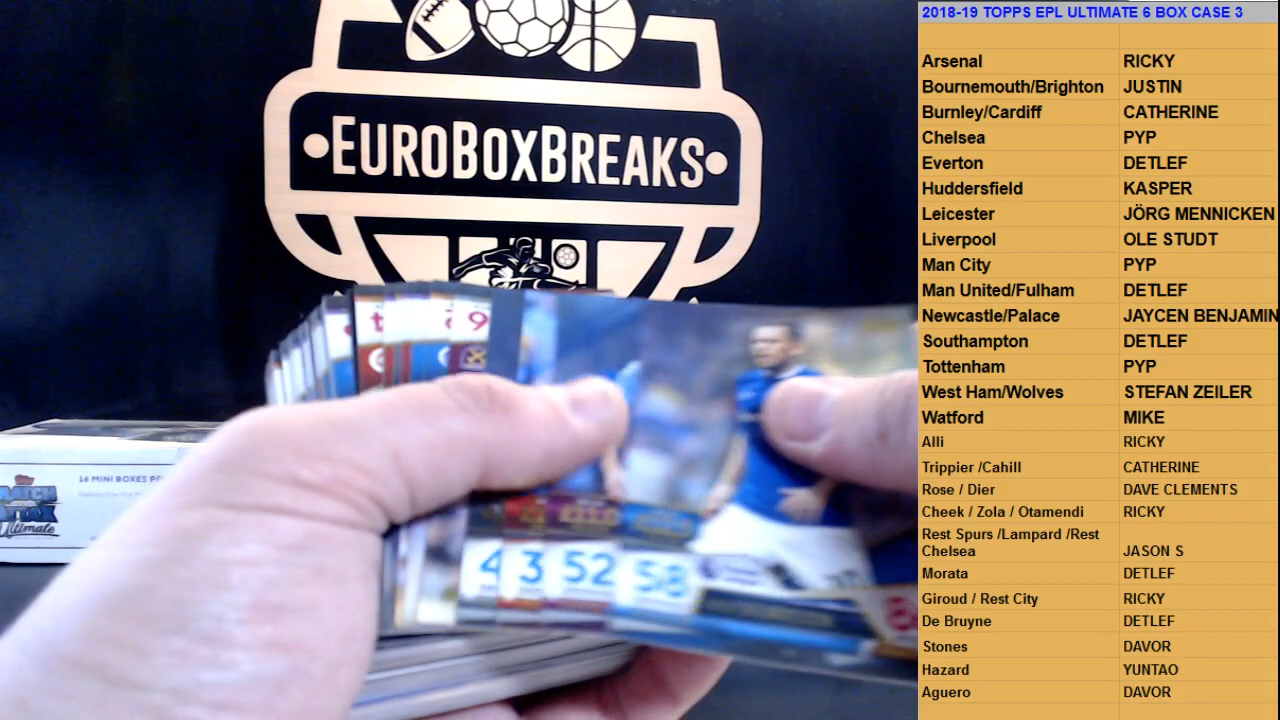 2018-19 TOPPS EPL ULTIMATE 6 BOX CASE 3
Arsenal RICKY
Bournemouth/Brighton JUSTIN
Burnley/Cardiff CATHERINE
Chelsea PYP
Everton DETLEF
Huddersfield KASPER
Leicester JÖRG MENNICKEN
Liverpool OLE STUDT
Man City PYP
Man United/Fulham DETLEF
Newcastle/Palace JAYCEN BENJAMIN
Southampton DETLEF
Tottenham PYP
West Ham/Wolves STEFAN ZEILER
Watford MIKE
Alli RICKY
Trippier /Cahill CATHERINE
Rose / Dier DAVE CLEMENTS
Cheek / Zola / Otamendi RICKY
Rest Spurs /Lampard /Rest
Chelsea JASON S
Morata DETLEF
Giroud / Rest City RICKY
De Bruyne DETLEF
Stones DAVOR
Hazard YUNTAO
Aguero DAVOR
EUROBOXBREAKS
16 MINI BOXES
MATCH
ATTAX
Ultimate
9
4 3 52 58